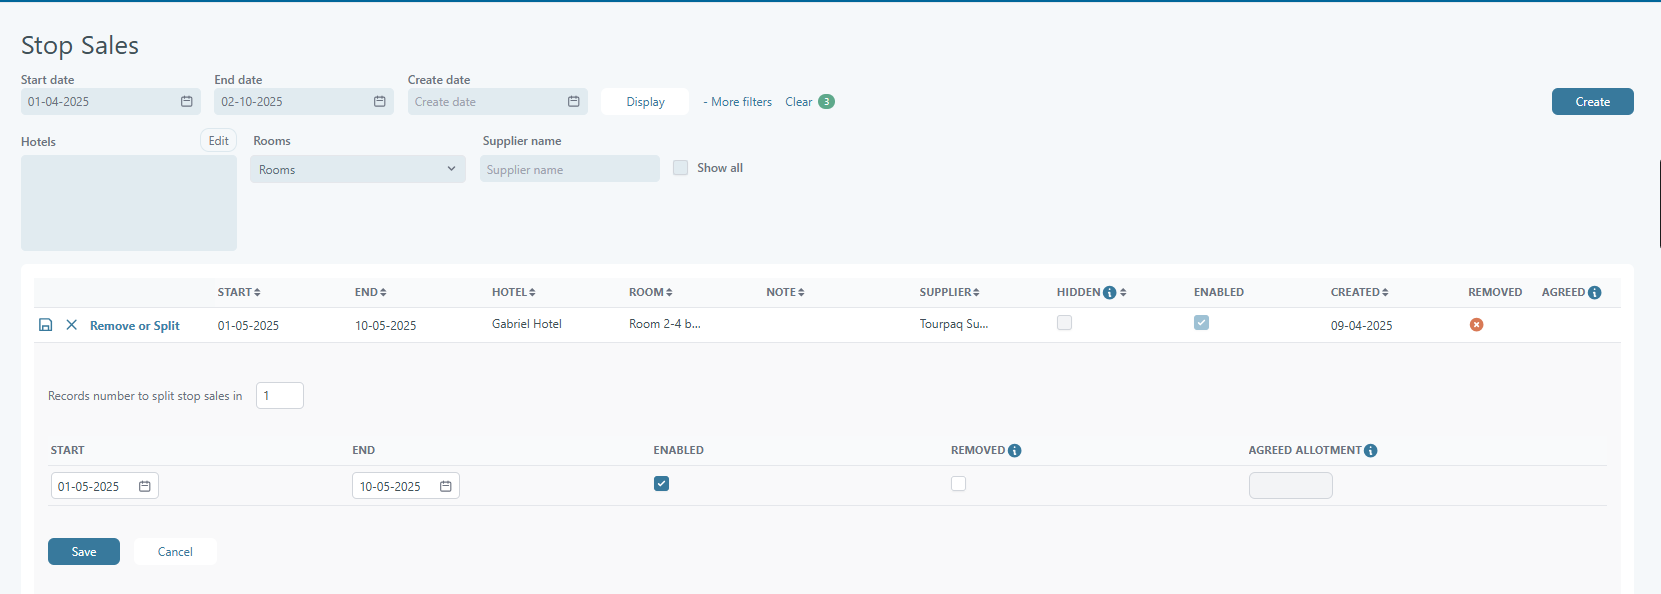 Stop Sales
Start date End date Create date
01-04-2025 02-10-2025 Create date Display - More filters Clear 3 Create
Hotels Edit Rooms Supplier name
Rooms Supplier name Show all
START END HOTEL ROOM NOTE SUPPLIER HIDDEN ENABLED CREATED REMOVED AGREED
Remove or Split 01-05-2025 10-05-2025 Gabriel Hotel Room 2-4 b... Tourpaq Su... 09-04-2025
Records number to split stop sales in 1
START END ENABLED REMOVED AGREED ALLOTMENT
01-05-2025 10-05-2025
Save Cancel